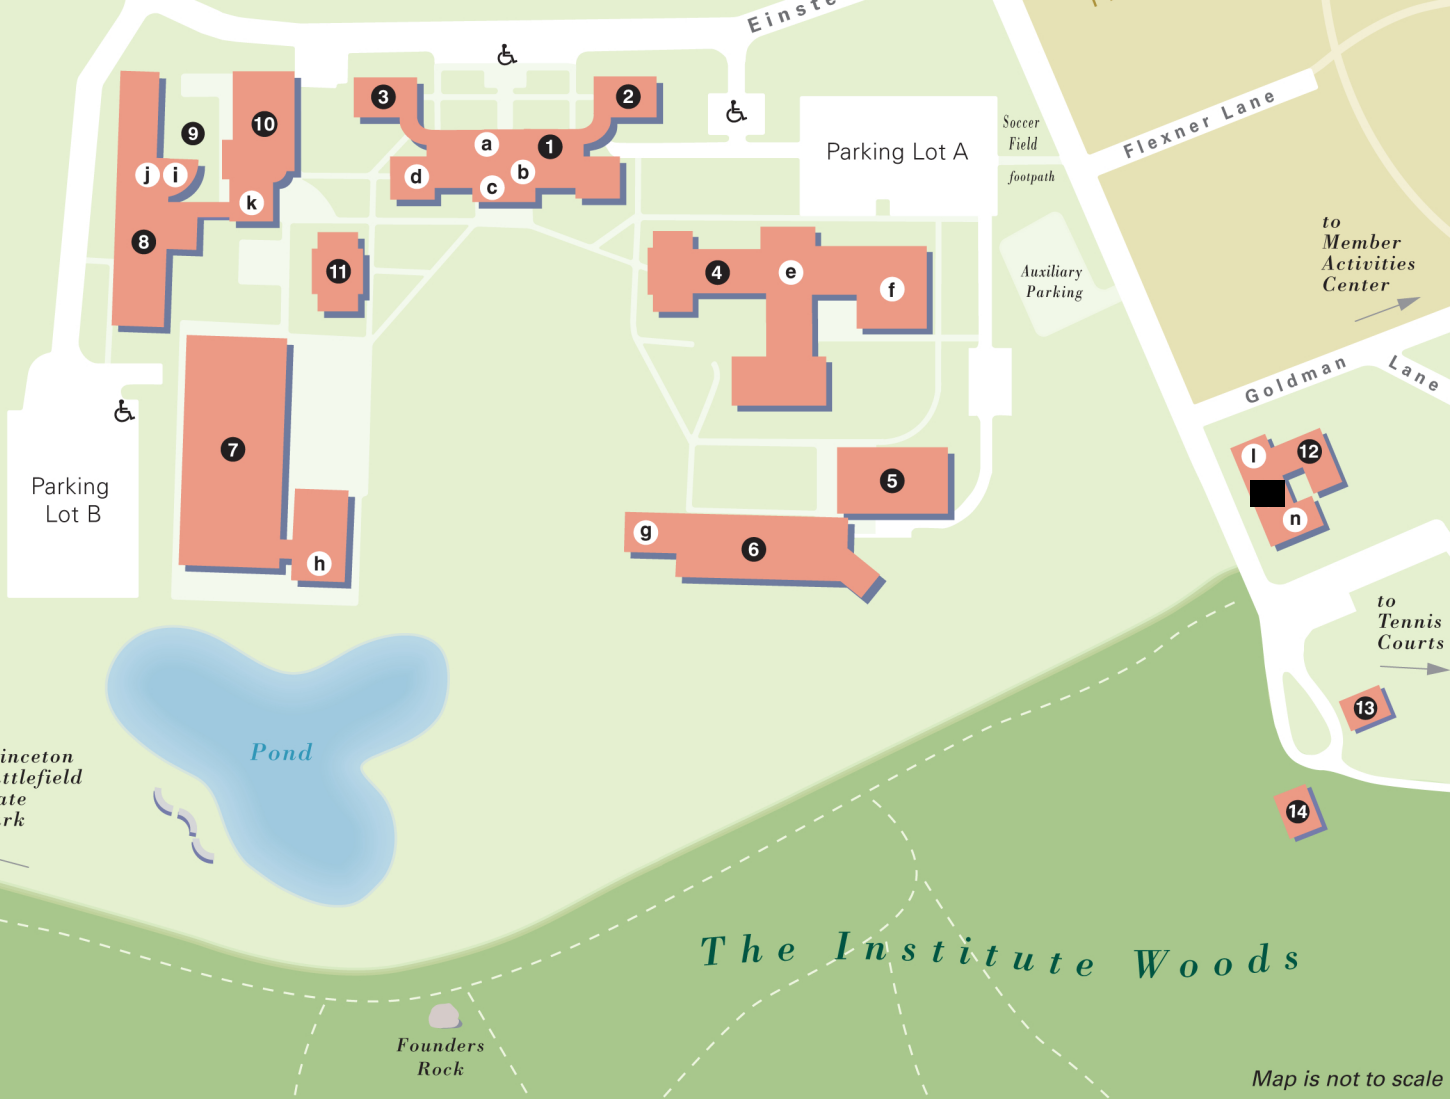 Einste
3
2
10
9
a
1
Parking Lot A
Soccer
Field
footpath
Flexner Lane
j
i
d
b
c
k
8
11
4
e
f
Auxiliary
Parking
to
Member
Activities
Center
Goldman
Lane
7
Parking
Lot B
5
l
12
n
g
6
h
to
Tennis
Courts
13
Pond
inceton
ttlefield
ate
rk
14
The Institute Woods
Founders
Rock
Map is not to scale